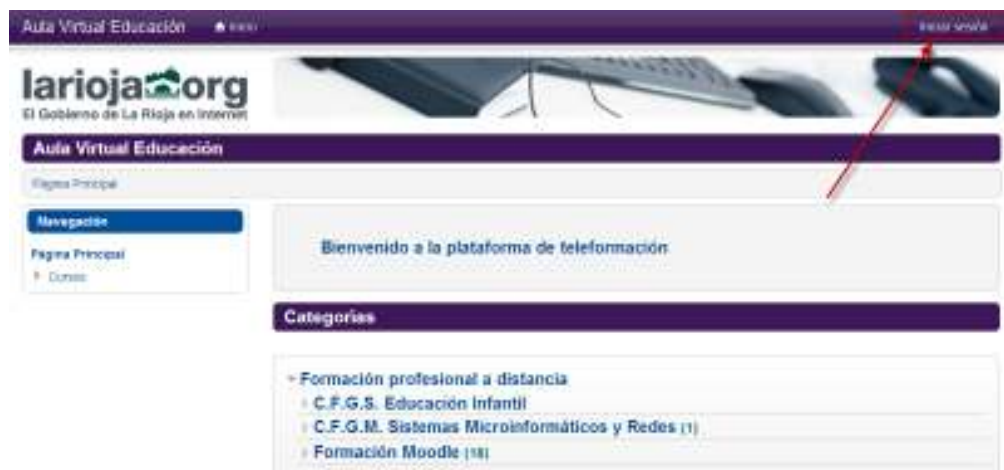 Aula Virtual Educación Inicio Iniciar sesión
larioja.org
El Gobierno de La Rioja en Internet
Aula Virtual Educación
Página Principal
Navegación
Bienvenido a la plataforma de teleformación
Página Principal
Cursos
Categorías
Formación profesional a distancia
C.F.G.S. Educación Infantil
C.F.G.M. Sistemas Microinformáticos y Redes (1)
Formación Moodle (18)